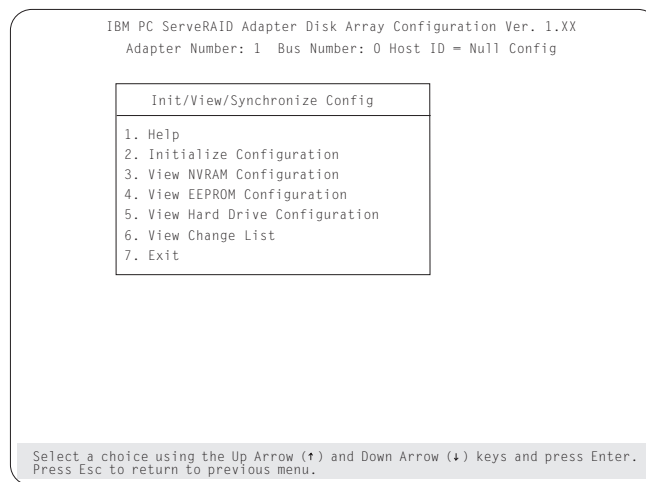 IBM PC ServeRAID Adapter Disk Array Configuration Ver. 1.XX
Adapter Number: 1 Bus Number: 0 Host ID = Null Config
Init/View/Synchronize Config
1. Help
2. Initialize Configuration
3. View NVRAM Configuration
4. View EEPROM Configuration
5. View Hard Drive Configuration
6. View Change List
7. Exit
Select a choice using the Up Arrow (↑) and Down Arrow (↓) keys and press Enter.
Press Esc to return to previous menu.